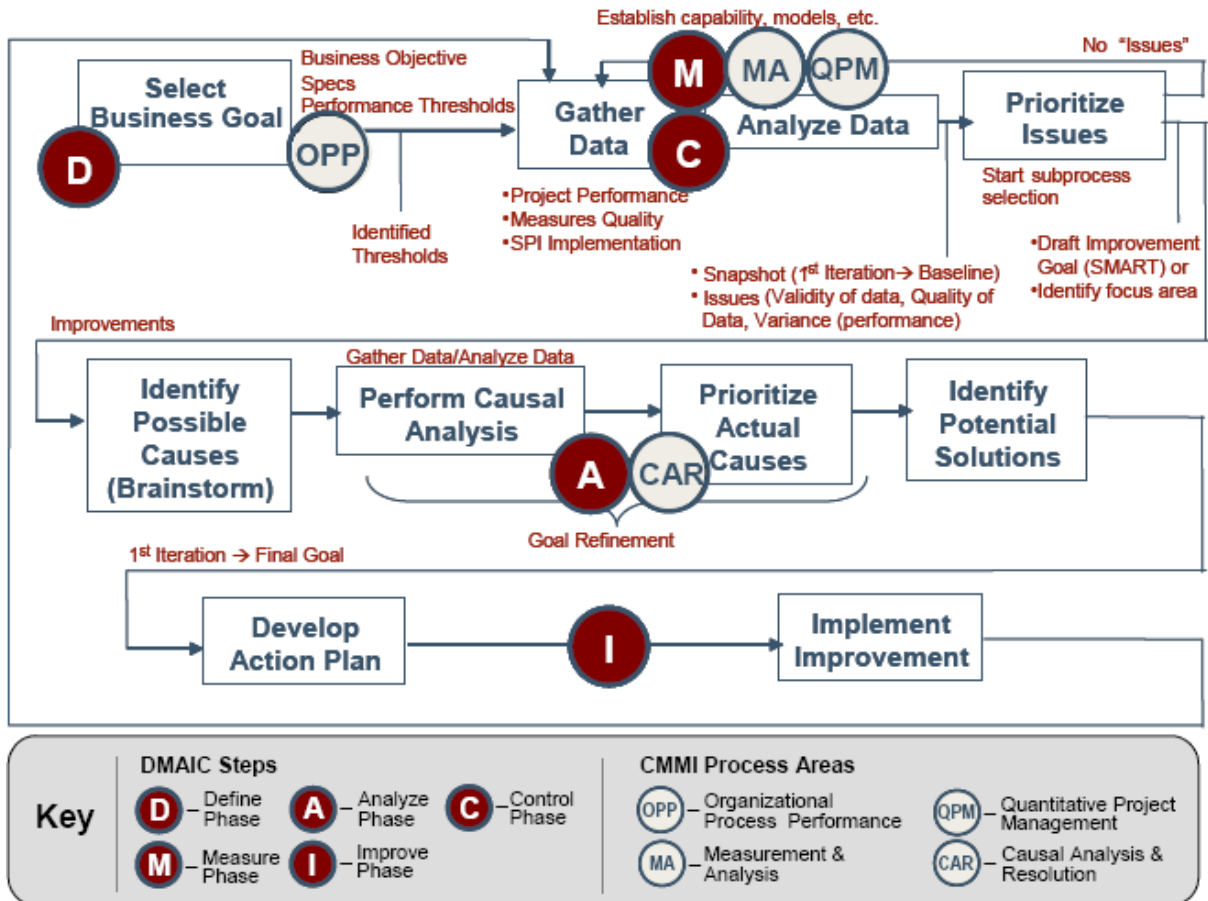 Establish capability, models, etc.
No “Issues”
Business Objective
Specs
Performance Thresholds
Select
Business Goal
D
OPP
M
MA
QPM
Gather
Data
C
Analyze Data
Prioritize
Issues
Start subprocess
selection
Identified
Thresholds
•Project Performance
•Measures Quality
•SPI Implementation
• Snapshot (1st Iteration→ Baseline)
• Issues (Validity of data, Quality of
Data, Variance (performance)
•Draft Improvement
Goal (SMART) or
•Identify focus area
Improvements
Gather Data/Analyze Data
Identify
Possible
Causes
(Brainstorm)
Perform Causal
Analysis
A
CAR
Prioritize
Actual
Causes
Identify
Potential
Solutions
Goal Refinement
1st Iteration → Final Goal
Develop
Action Plan
I
Implement
Improvement
Key
DMAIC Steps
D – Define
Phase
A – Analyze
Phase
C – Control
Phase
M – Measure
Phase
I – Improve
Phase
CMMI Process Areas
OPP – Organizational
Process Performance
QPM – Quantitative Project
Management
MA – Measurement &
Analysis
CAR – Causal Analysis &
Resolution